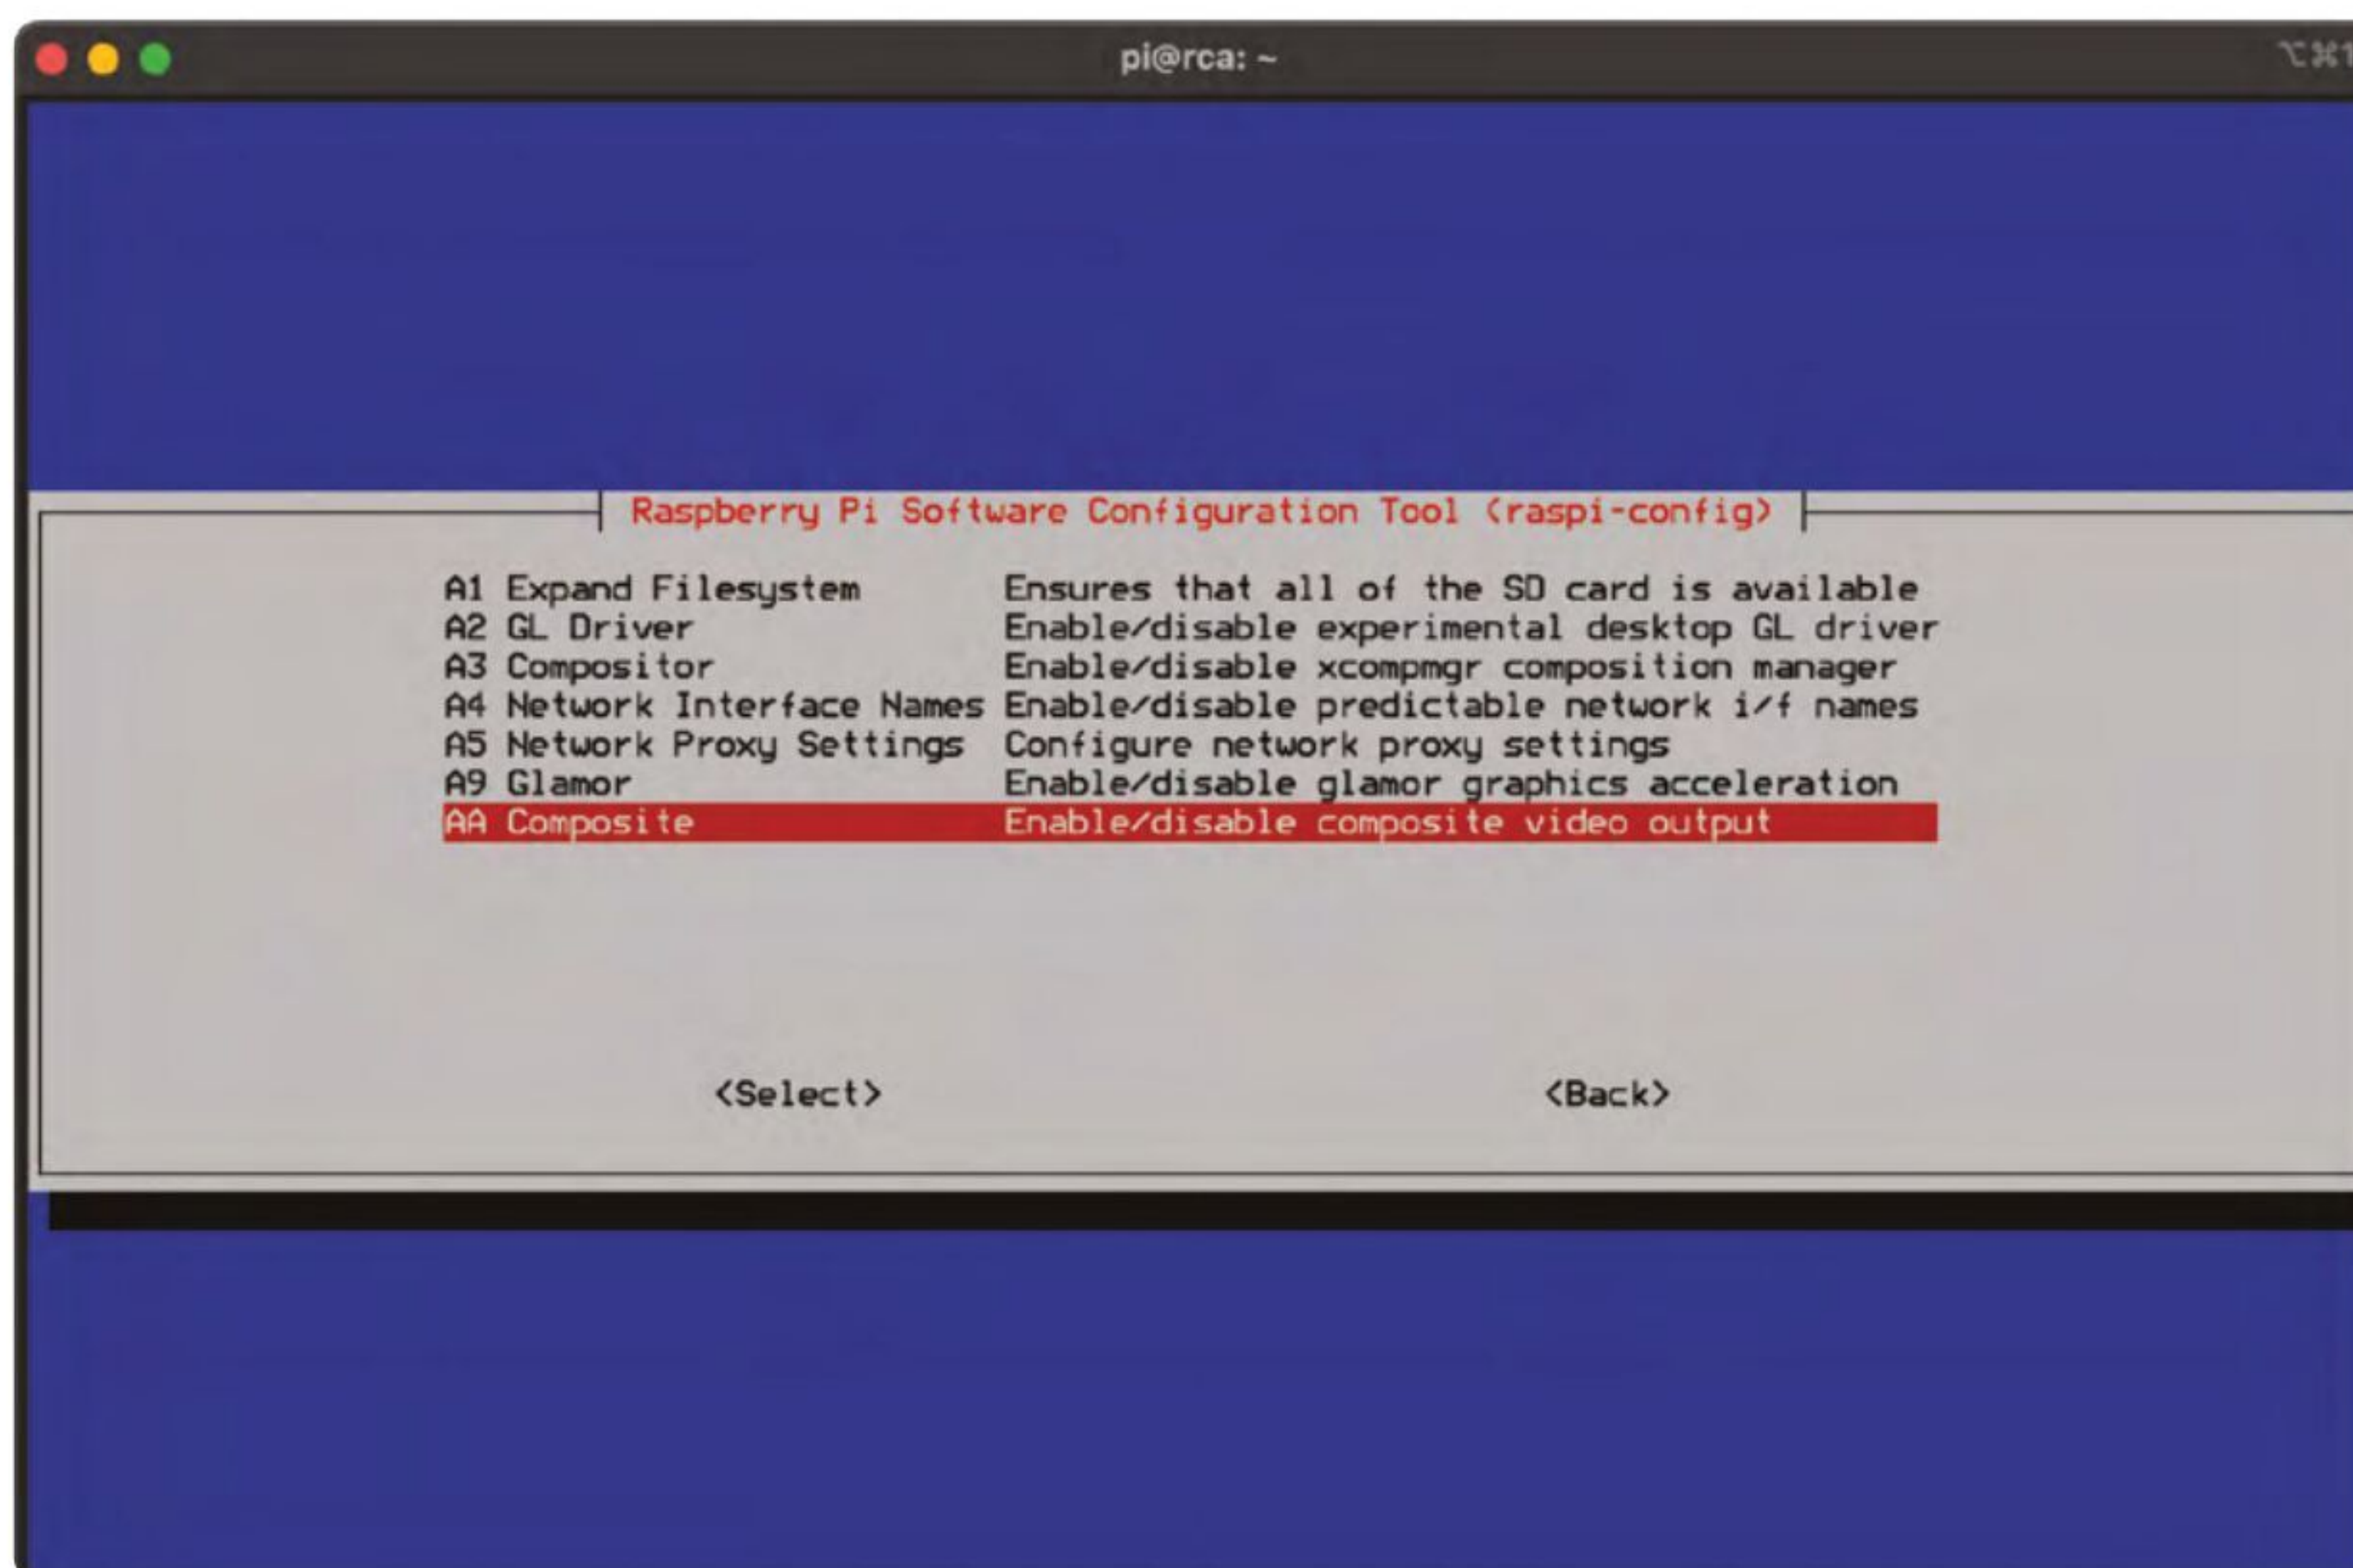 pi@rca: ~
⌥⌘1
Raspberry Pi Software Configuration Tool (raspi-config)
A1 Expand Filesystem Ensures that all of the SD card is available
A2 GL Driver Enable/disable experimental desktop GL driver
A3 Compositor Enable/disable xcompmgr composition manager
A4 Network Interface Names Enable/disable predictable network i/f names
A5 Network Proxy Settings Configure network proxy settings
A9 Glamor Enable/disable glamor graphics acceleration
AA Composite Enable/disable composite video output
<Select> <Back>